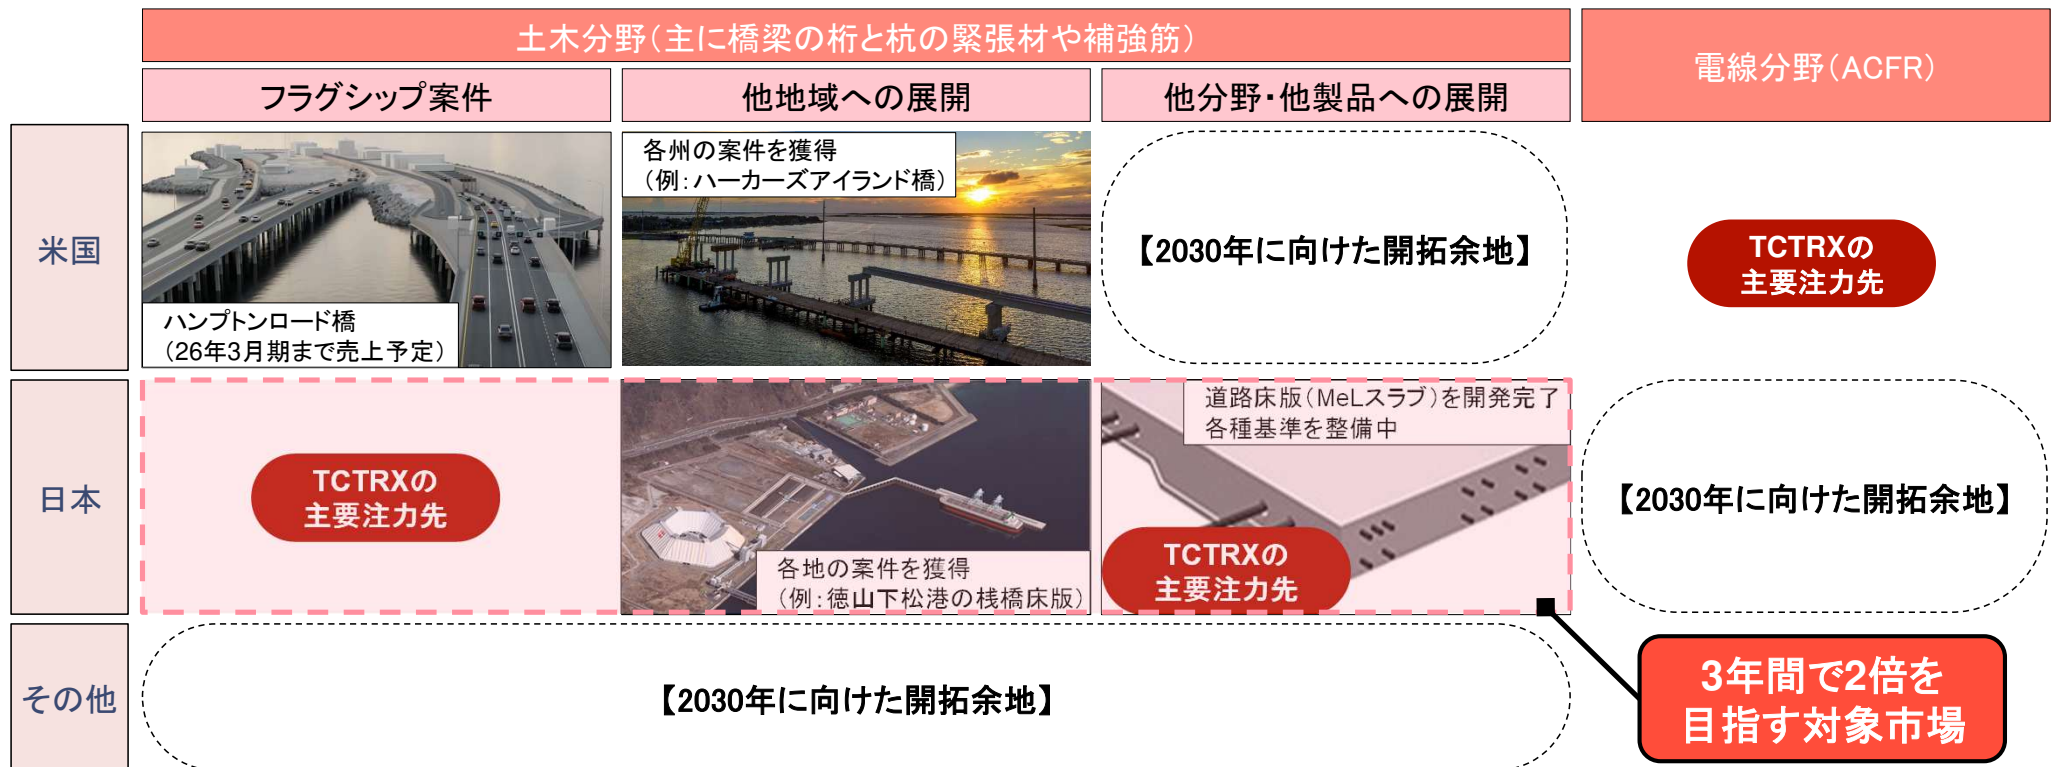 土木分野（主に橋梁の桁と杭の緊張材や補強筋）
電線分野（ACFR）
フラグシップ案件
他地域への展開
他分野・他製品への展開
米国
ハンプトンロード橋
（26年3月期まで売上予定）
各州の案件を獲得
（例：ハーカーズアイランド橋）
【2030年に向けた開拓余地】
TCTRXの
主要注力先
日本
TCTRXの
主要注力先
各地の案件を獲得
（例：徳山下松港の桟橋床版）
道路床版（MeLスラブ）を開発完了
各種基準を整備中
TCTRXの
主要注力先
【2030年に向けた開拓余地】
その他
【2030年に向けた開拓余地】
3年間で2倍を
目指す対象市場